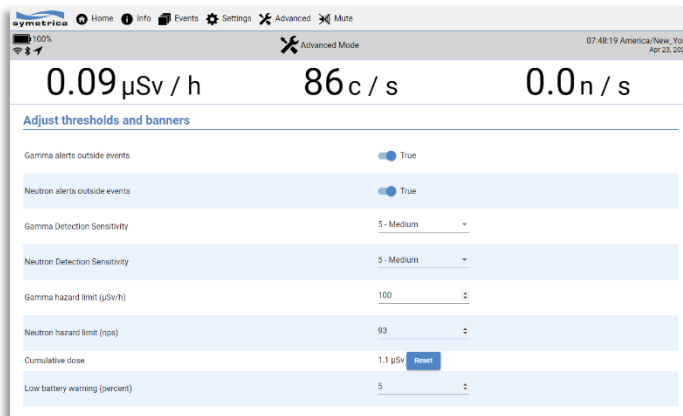 symetrica Home Info Events Settings Advanced Mute
100% Advanced Mode 07:48:19 America/New_Yo
Apr 23, 202
0.09 µSv / h 86 c / s 0.0 n / s
Adjust thresholds and banners
Gamma alerts outside events True
Neutron alerts outside events True
Gamma Detection Sensitivity 5 - Medium
Neutron Detection Sensitivity 5 - Medium
Gamma hazard limit (µSv/h) 100
Neutron hazard limit (nps) 93
Cumulative dose 1.1 µSv Reset
Low battery warning (percent) 5